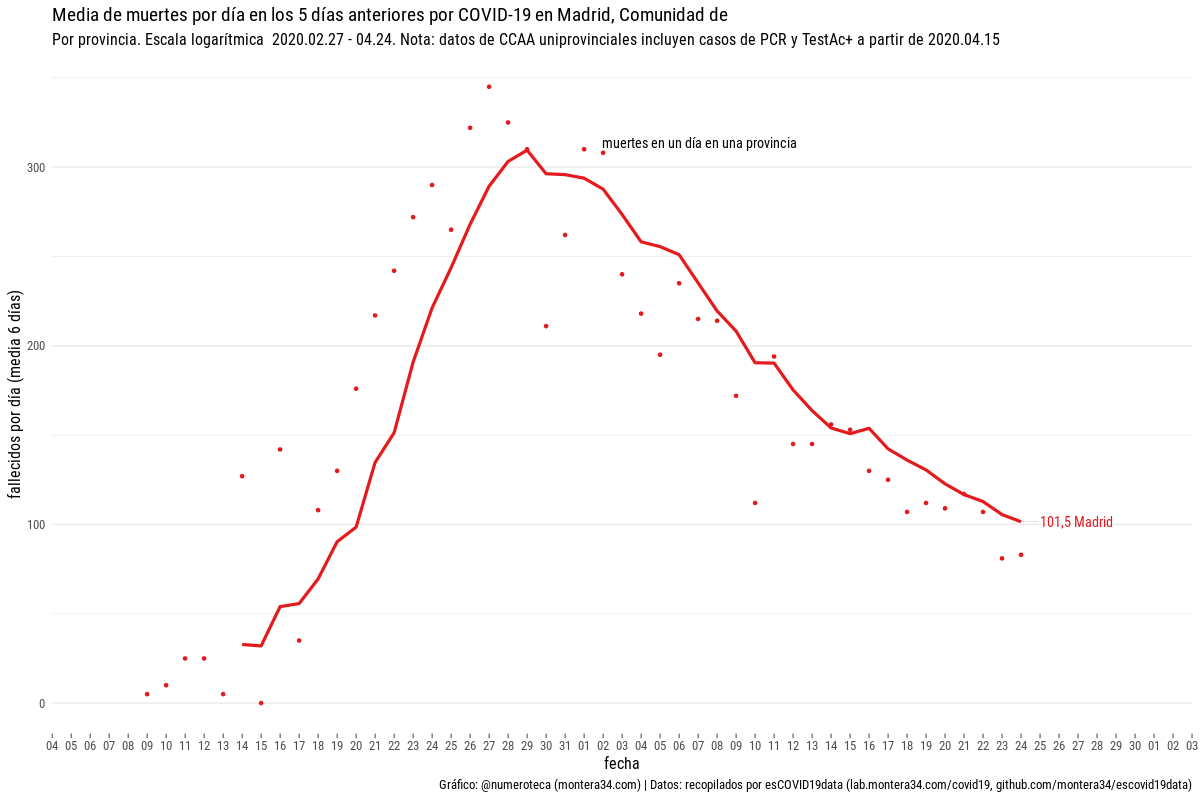 Media de muertes por día en los 5 días anteriores por COVID-19 en Madrid, Comunidad de
Por provincia. Escala logarítmica  2020.02.27 - 04.24. Nota: datos de CCAA uniprovinciales incluyen casos de PCR y TestAc+ a partir de 2020.04.15
muertes en un día en una provincia
300
200
100
0
fallecidos por día (media 6 días)
101,5 Madrid
04 05 06 07 08 09 10 11 12 13 14 15 16 17 18 19 20 21 22 23 24 25 26 27 28 29 30 31 01 02 03 04 05 06 07 08 09 10 11 12 13 14 15 16 17 18 19 20 21 22 23 24 25 26 27 28 29 30 01 02 03
fecha
Gráfico: @numeroteca (montera34.com) | Datos: recopilados por esCOVID19data (lab.montera34.com/covid19, github.com/montera34/escovid19data)